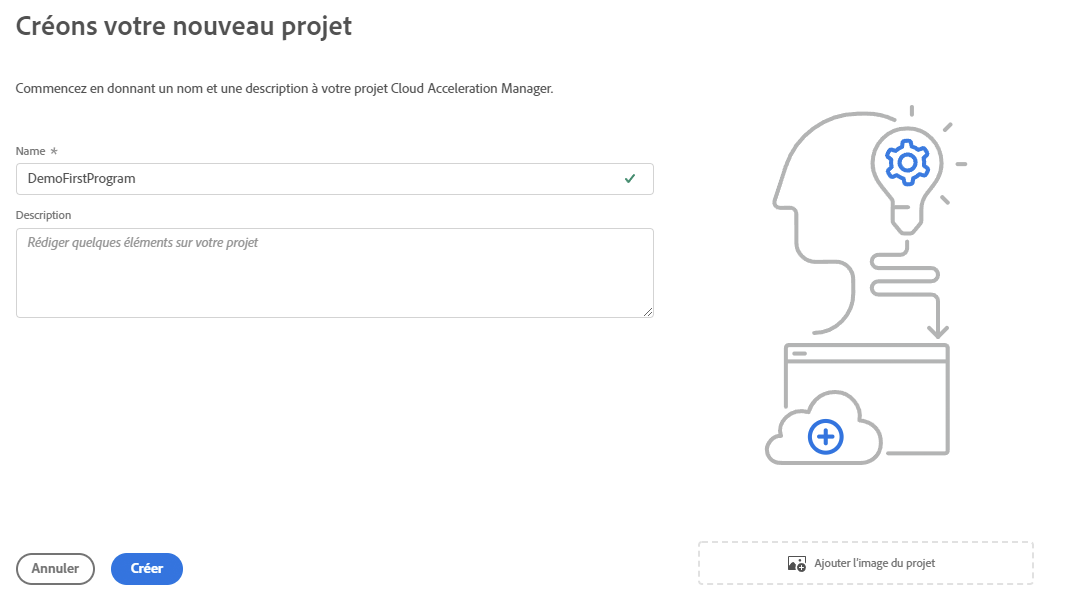 Créons votre nouveau projet
Commencez en donnant un nom et une description à votre projet Cloud Acceleration Manager.
Name *
DemoFirstProgram
Description
Rédiger quelques éléments sur votre projet
Annuler
Créer
Ajouter l'image du projet